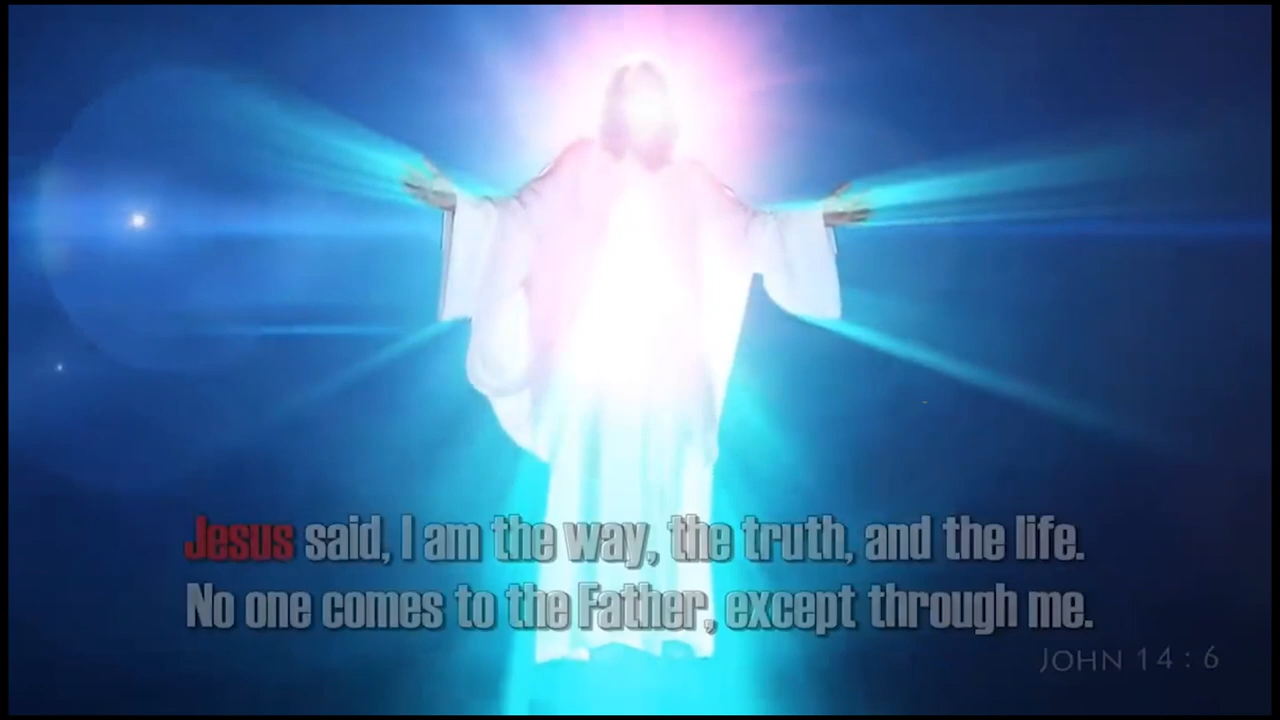 Jesus said, I am the way, the truth, and the life.
No one comes to the Father, except through me.
JOHN 14 : 6